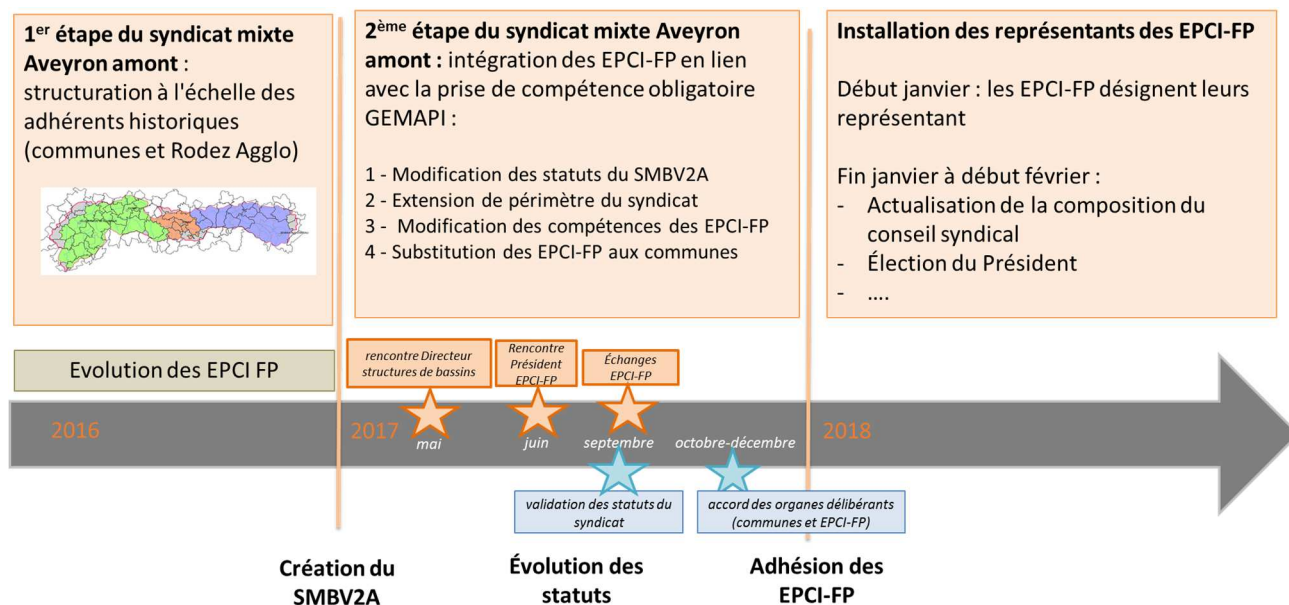 1er étape du syndicat mixte
Aveyron amont :
structuration à l'échelle des
adhérents historiques
(communes et Rodez Agglo)
2ème étape du syndicat mixte Aveyron
amont : intégration des EPCI-FP en lien
avec la prise de compétence obligatoire
GEMAPI :
1 - Modification des statuts du SMBV2A
2 - Extension de périmètre du syndicat
3 - Modification des compétences des EPCI-FP
4 - Substitution des EPCI-FP aux communes
Installation des représentants des EPCI-FP
Début janvier : les EPCI-FP désignent leurs
représentant
Fin janvier à début février :
- Actualisation de la composition du
conseil syndical
- Élection du Président
- ....
Evolution des EPCI FP
rencontre Directeur
structures de bassins
Rencontre
Président
EPCI-FP
Échanges
EPCI-FP
2016
2017
mai
juin
septembre
octobre-décembre
2018
validation des statuts du
syndicat
accord des organes délibérants
(communes et EPCI-FP)
Création du
SMBV2A
Évolution des
statuts
Adhésion des
EPCI-FP